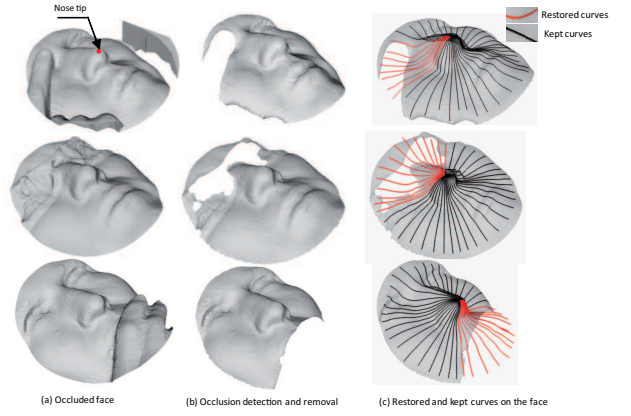 Nose tip
Restored curves
Kept curves
(a) Occluded face
(b) Occlusion detection and removal
(c) Restored and kept curves on the face